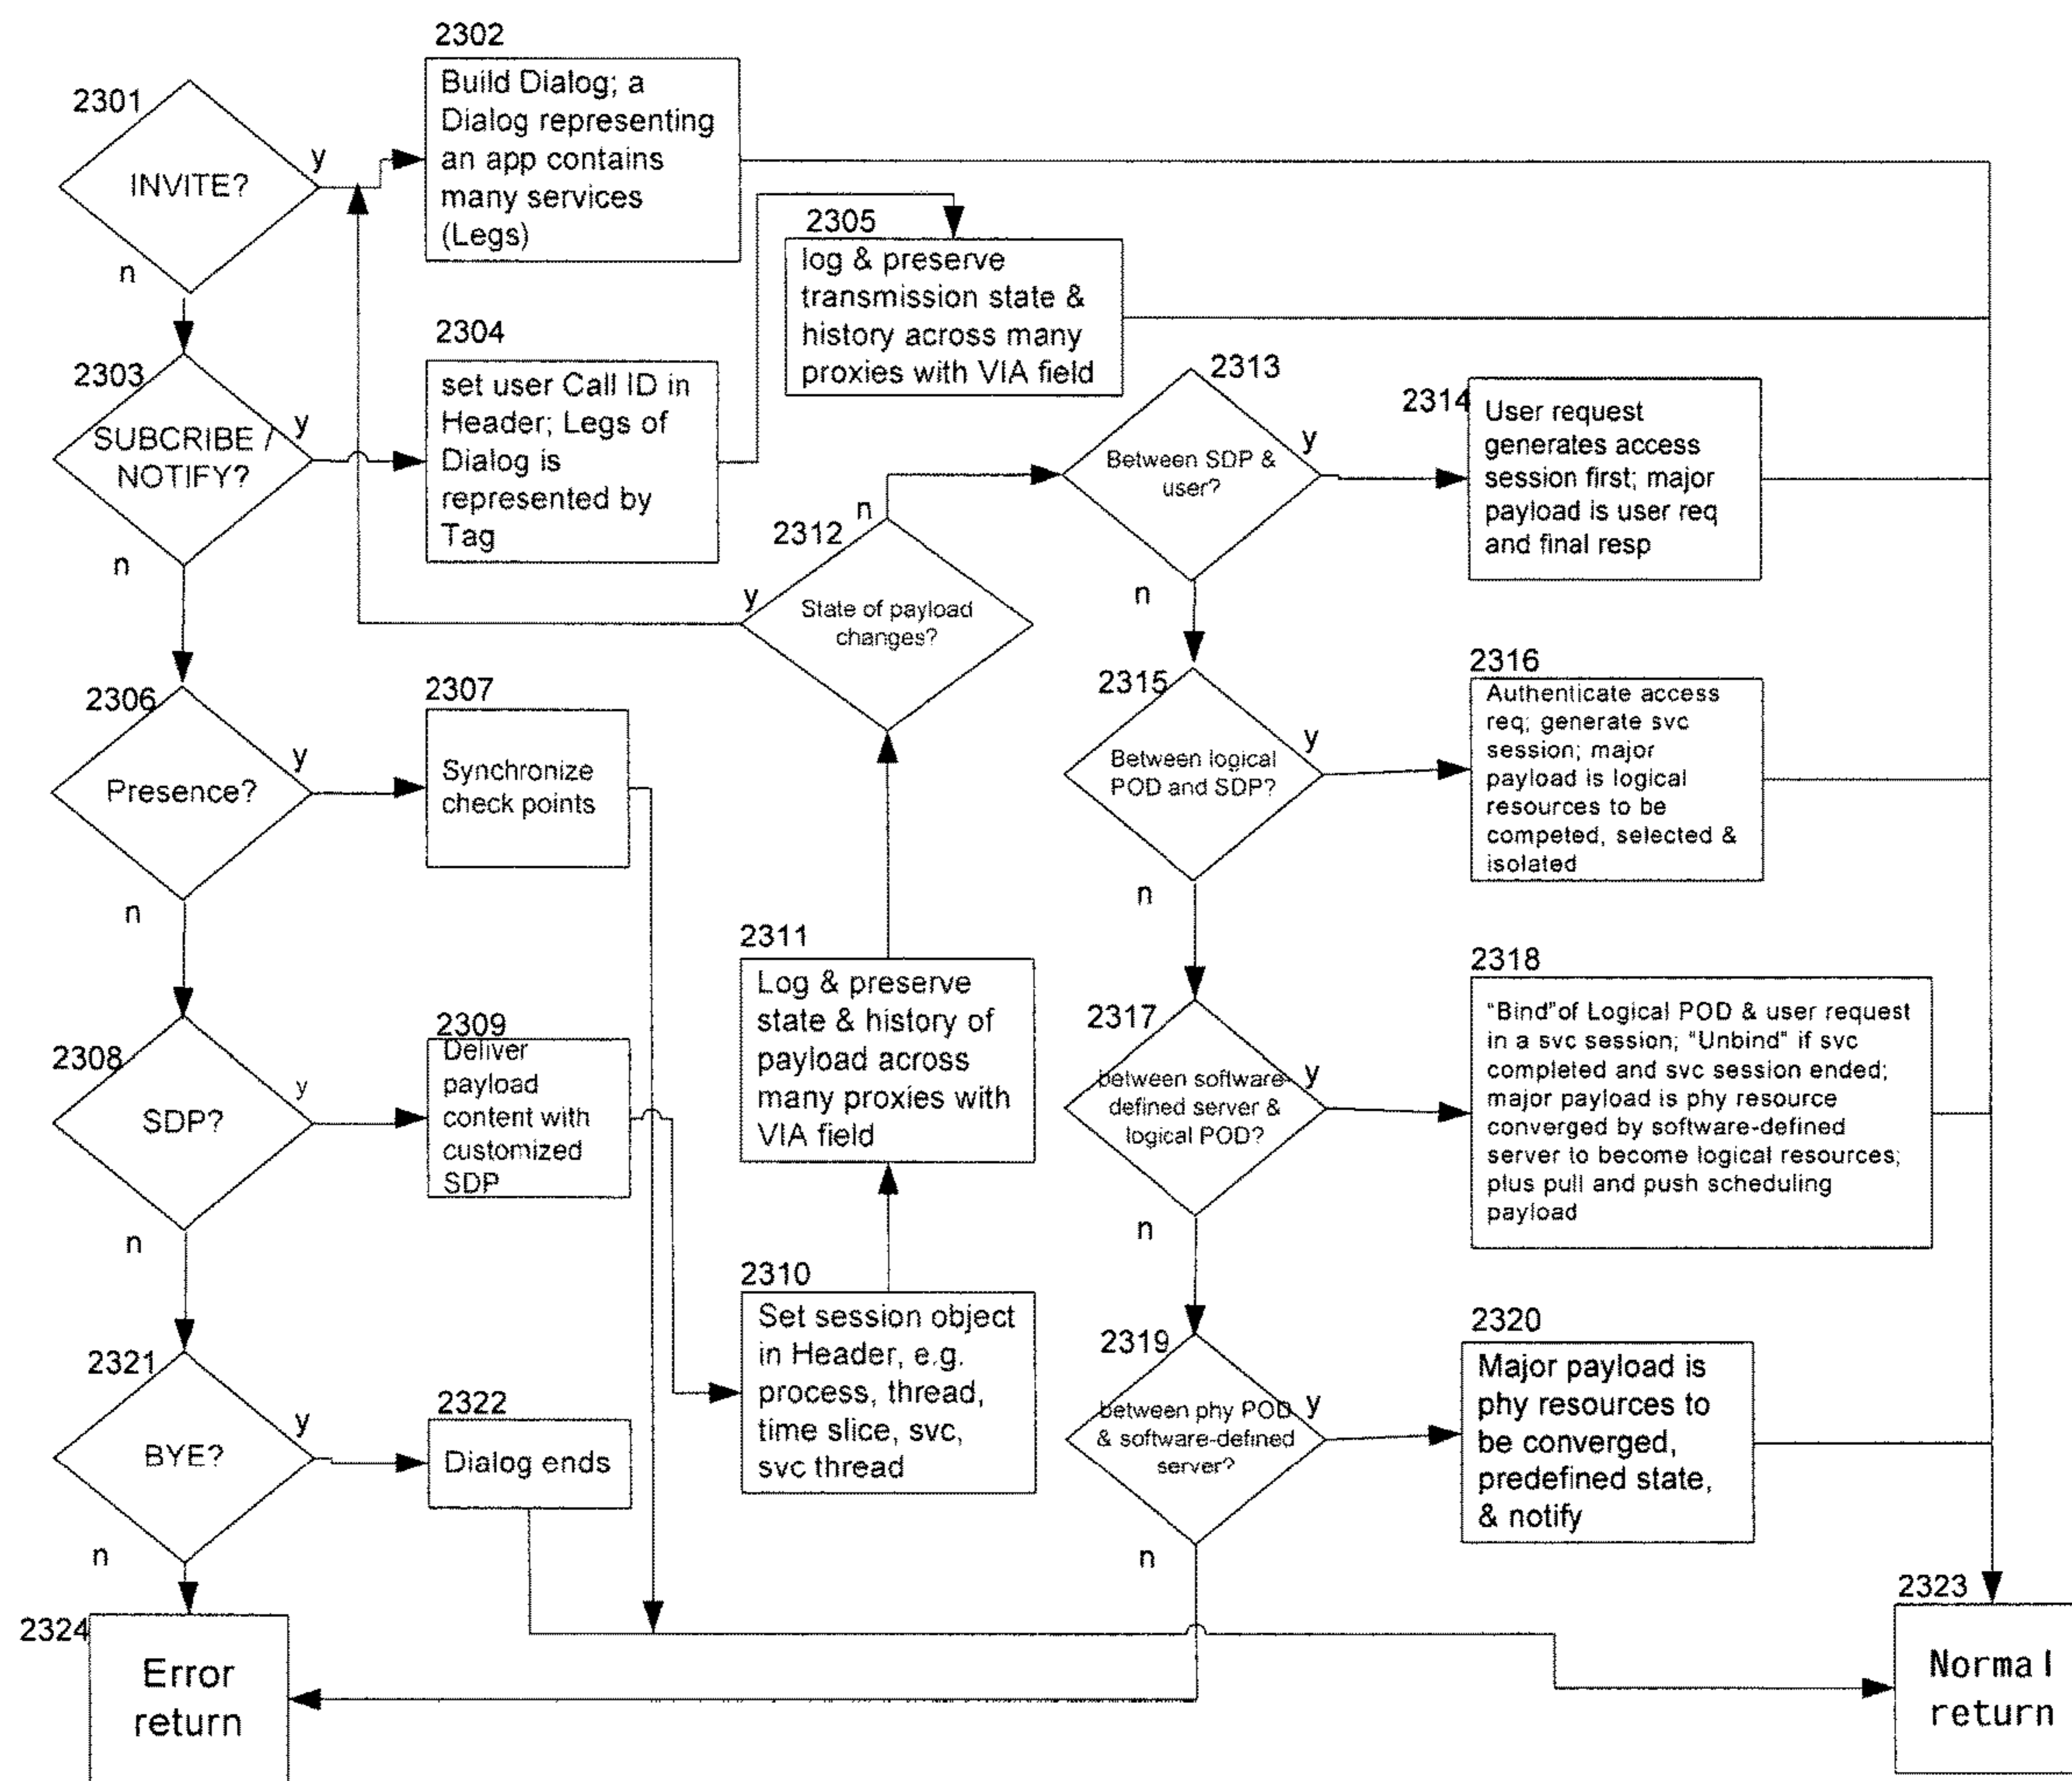 2301
INVITE?
y
n
2302
Build Dialog; a
Dialog representing
an app contains
many services
(Legs)
2303
SUBCRIBE /
NOTIFY?
y
n
2304
set user Call ID in
Header; Legs of
Dialog is
represented by
Tag
2305
log & preserve
transmission state &
history across many
proxies with VIA field
2306
Presence?
y
n
2307
Synchronize
check points
2308
SDP?
y
n
2309
Deliver
payload
content with
customized
SDP
2310
Set session object
in Header, e.g.
process, thread,
time slice, svc,
svc thread
2311
Log & preserve
state & history of
payload across
many proxies with
VIA field
2312
State of payload
changes?
y
n
2313
Between SDP &
user?
y
n
2314
User request
generates access
session first; major
payload is user req
and final resp
2315
Between logical
POD and SDP?
y
n
2316
Authenticate access
req; generate svc
session; major
payload is logical
resources to be
competed, selected &
isolated
2317
between software-
defined server &
logical POD?
y
n
2318
“Bind”of Logical POD & user request
in a svc session; “Unbind” if svc
completed and svc session ended;
major payload is phy resource
converged by software-defined
server to become logical resources;
plus pull and push scheduling
payload
2319
between phy POD
& software-defined
server?
y
n
2320
Major payload is
phy resources to
be converged,
predefined state,
& notify
2321
BYE?
y
n
2322
Dialog ends
2323
Normal
return
2324
Error
return